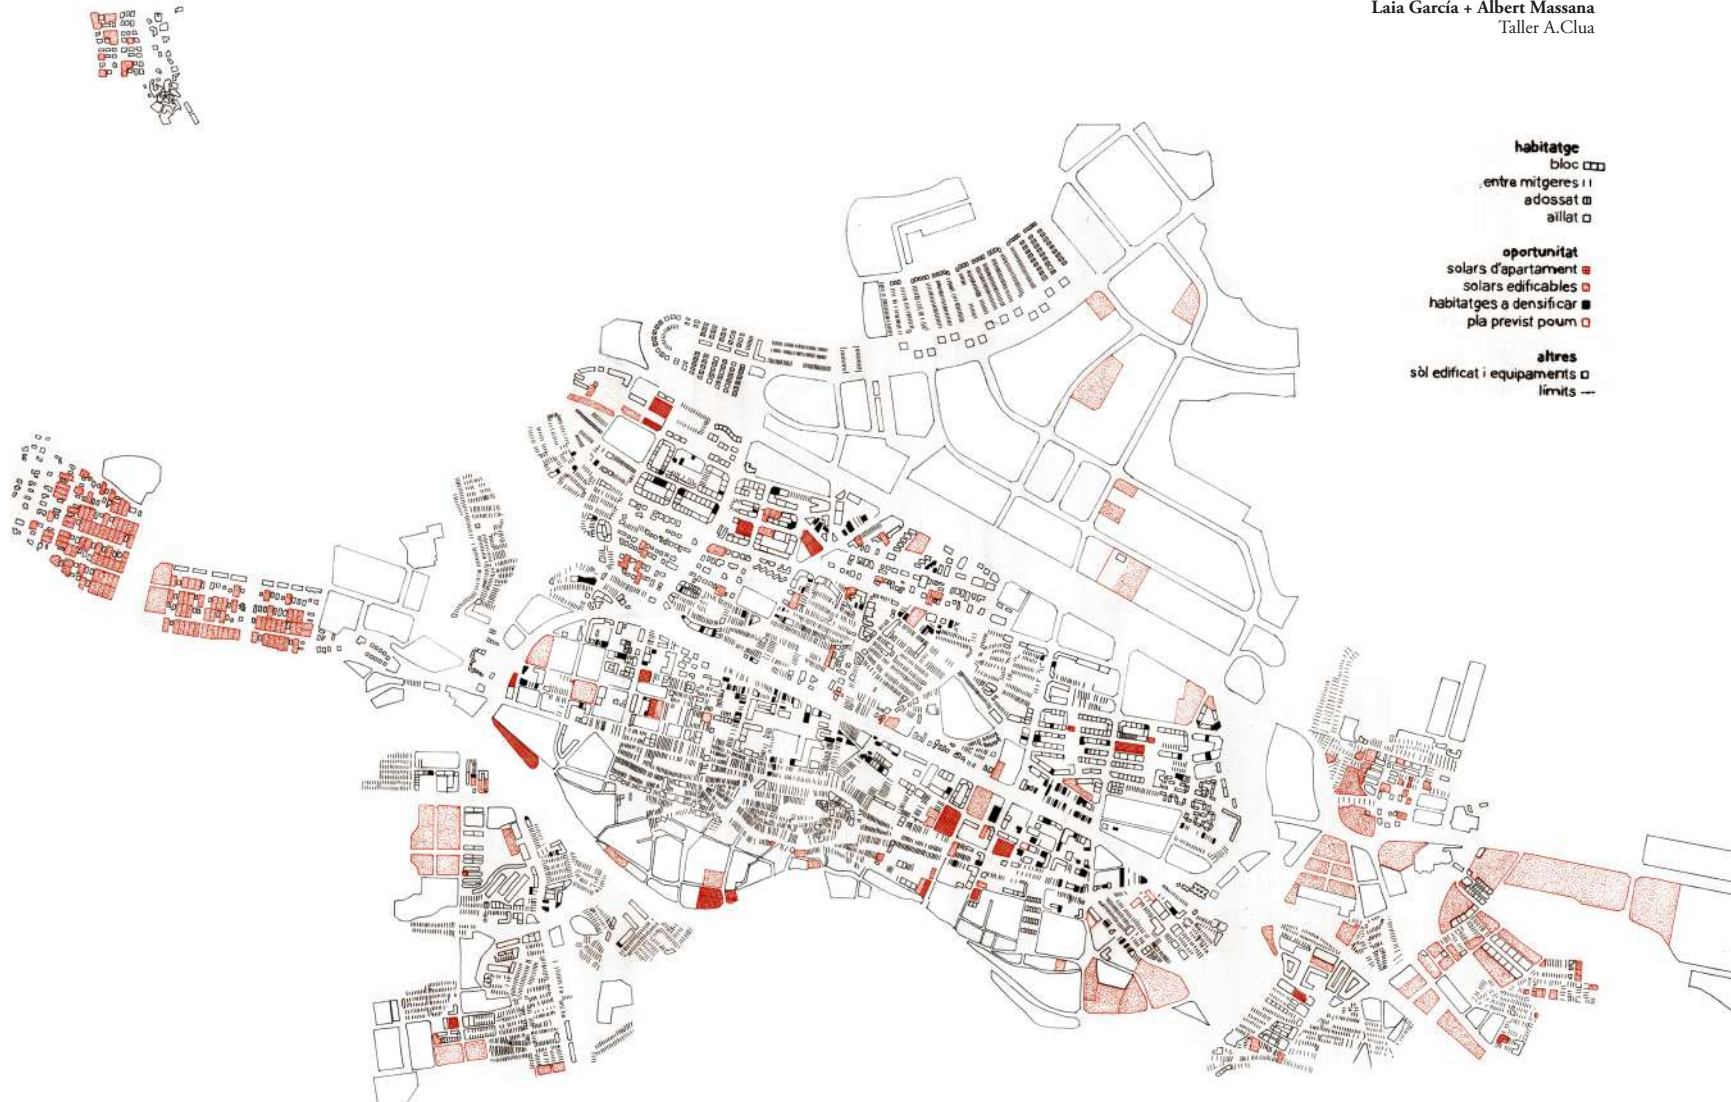 Laia García + Albert Massana
Taller A.Clua
habitatge
bloc
entre mitgeres
adossat
aïllat
oportunitat
solars d'apartament
solars edificables
habitatges a densificar
pla previst poum
altres
sòl edificat i equipaments
límits